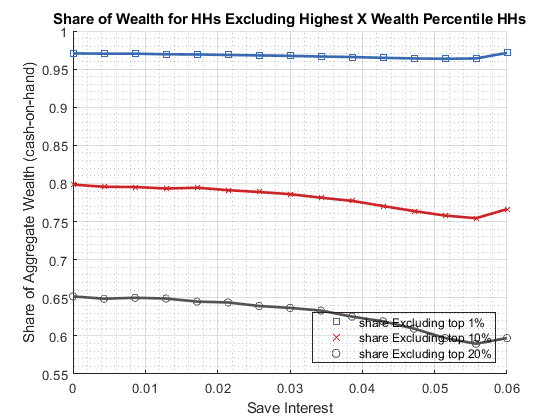 Share of Wealth for HHs Excluding Highest X Wealth Percentile HHs
Share of Aggregate Wealth (cash-on-hand)
1
0.95
0.9
0.85
0.8
0.75
0.7
0.65
0.6
0.55
share Excluding top 1%
share Excluding top 10%
share Excluding top 20%
0
0.01
0.02
0.03
0.04
0.05
0.06
Save Interest